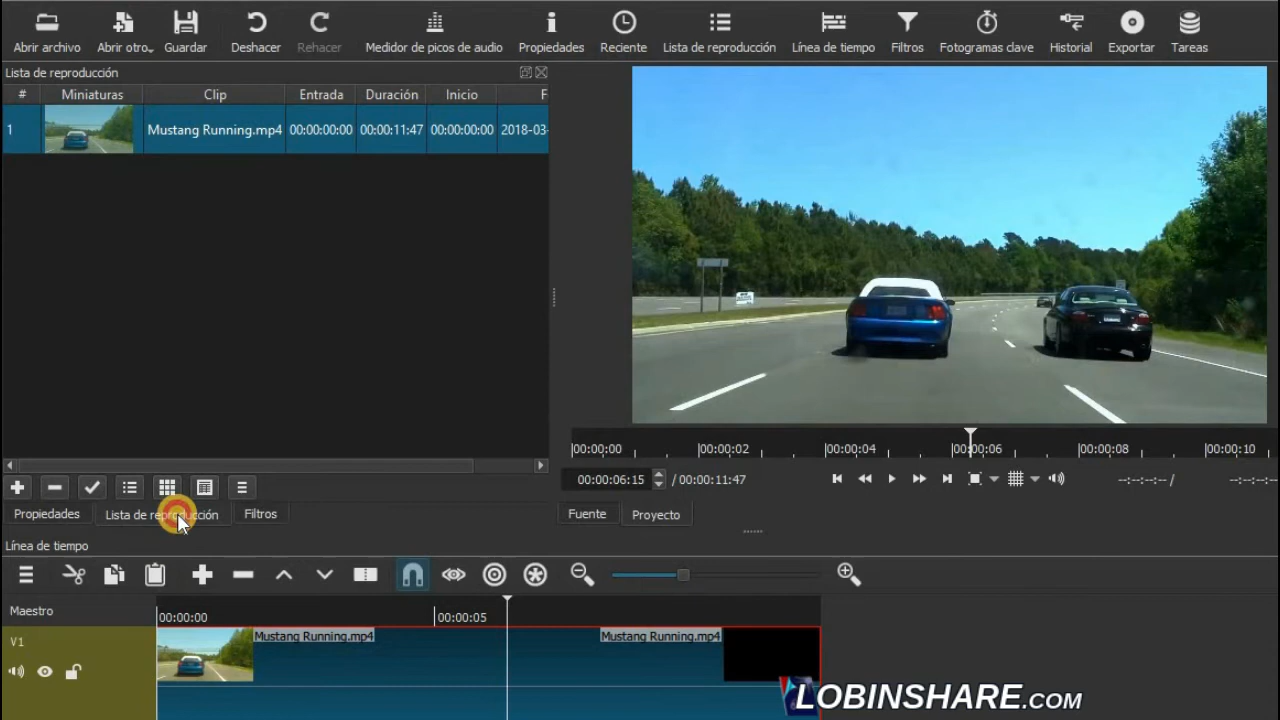 Abrir archivo
Abrir otro
Guardar
Deshacer
Rehacer
Medidor de picos de audio
Propiedades
Reciente
Lista de reproducción
Línea de tiempo
Filtros
Fotogramas clave
Historial
Exportar
Tareas
Lista de reproducción
# Miniaturas Clip Entrada Duración Inicio F
1 Mustang Running.mp4 00:00:00:00 00:00:11:47 00:00:00:00 2018-03-
|00:00:00 |00:00:02 |00:00:04 |00:00:06 |00:00:08 |00:00:10
00:00:06:15 / 00:00:11:47 --:--:--:-- / --:--:--:--
Propiedades Lista de reproducción Filtros
Fuente Proyecto
Línea de tiempo
Maestro
00:00:00 00:00:05
V1
Mustang Running.mp4 Mustang Running.mp4
LOBINSHARE.COM